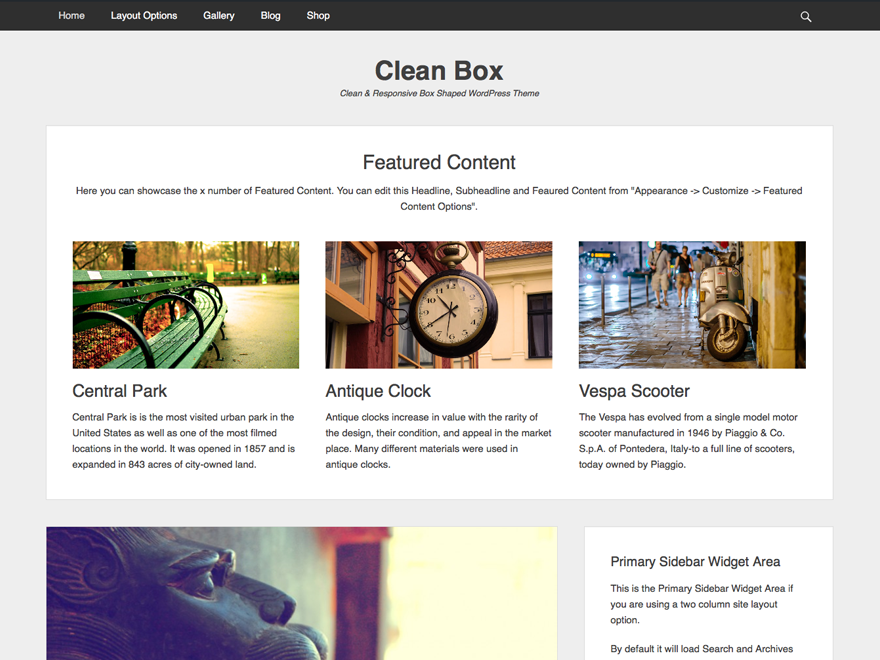 Home Layout Options Gallery Blog Shop
Clean Box
Clean & Responsive Box Shaped WordPress Theme
Featured Content
Here you can showcase the x number of Featured Content. You can edit this Headline, Subheadline and Feaured Content from "Appearance -> Customize -> Featured
Content Options".
Central Park
Central Park is is the most visited urban park in the
United States as well as one of the most filmed
locations in the world. It was opened in 1857 and is
expanded in 843 acres of city-owned land.
Antique Clock
Antique clocks increase in value with the rarity of
the design, their condition, and appeal in the market
place. Many different materials were used in
antique clocks.
Vespa Scooter
The Vespa has evolved from a single model motor
scooter manufactured in 1946 by Piaggio & Co.
S.p.A. of Pontedera, Italy-to a full line of scooters,
today owned by Piaggio.
Primary Sidebar Widget Area
This is the Primary Sidebar Widget Area if
you are using a two column site layout
option.
By default it will load Search and Archives